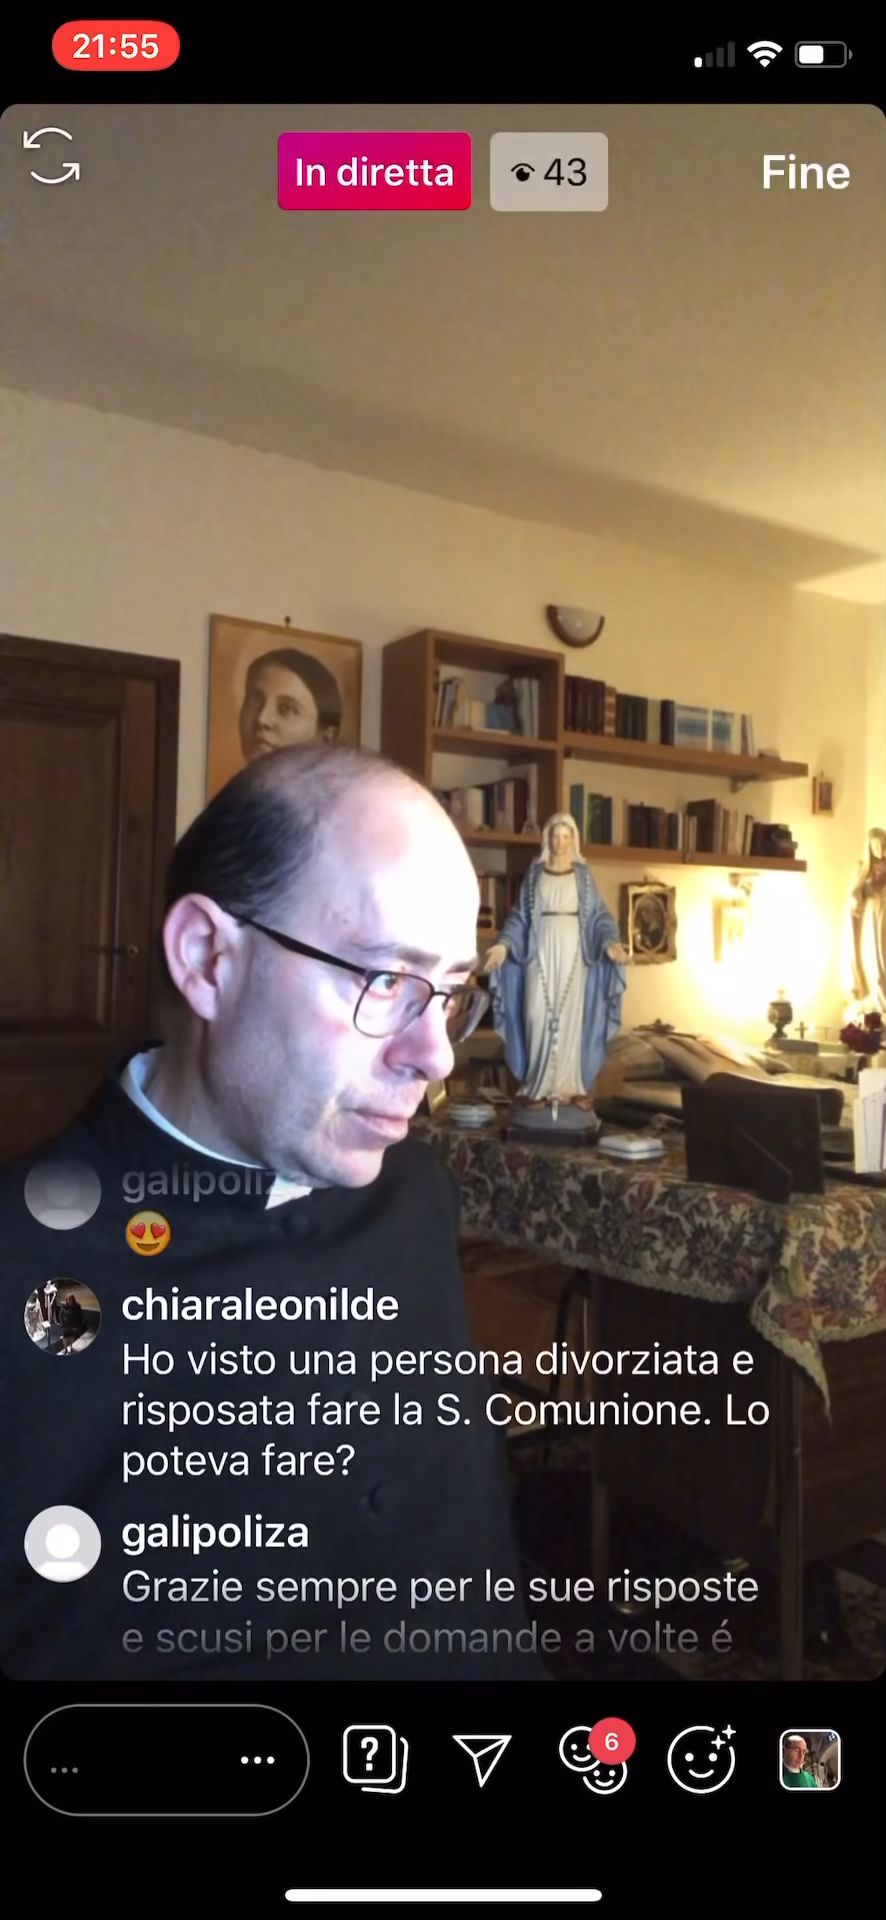 21:55
In diretta
43
Fine
galipoliza
😍
chiaraleonilde
Ho visto una persona divorziata e
risposata fare la S. Comunione. Lo
poteva fare?
galipoliza
Grazie sempre per le sue risposte
e scusi per le domande a volte é
...
6